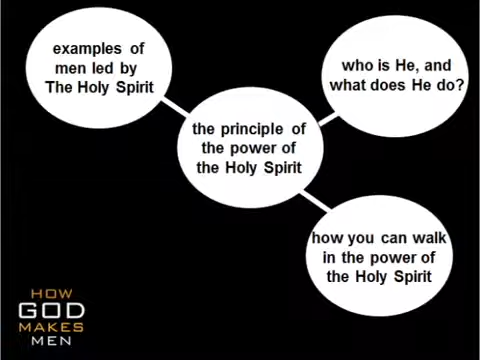 examples of
men led by
The Holy Spirit
who is He, and
what does He do?
the principle of
the power of
the Holy Spirit
how you can walk
in the power of
the Holy Spirit
HOW
GOD
MAKES
MEN